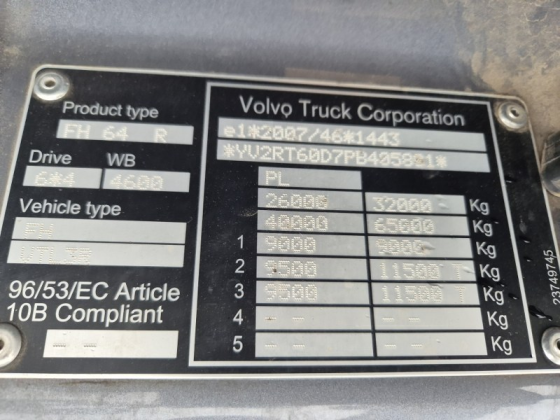 Volvo Truck Corporation
Product type
FH 64 R
e1*2007/46*1443
Drive WB
6*4 4600
PL
Vehicle type
26000 32000 Kg
40000 65000 Kg
1 9000 9000 Kg
2 9500 11500 T Kg
3 9500 11500 T Kg
96/53/EC Article
10B Compliant
-- 
4 -- -- Kg
5 -- -- Kg
23749745